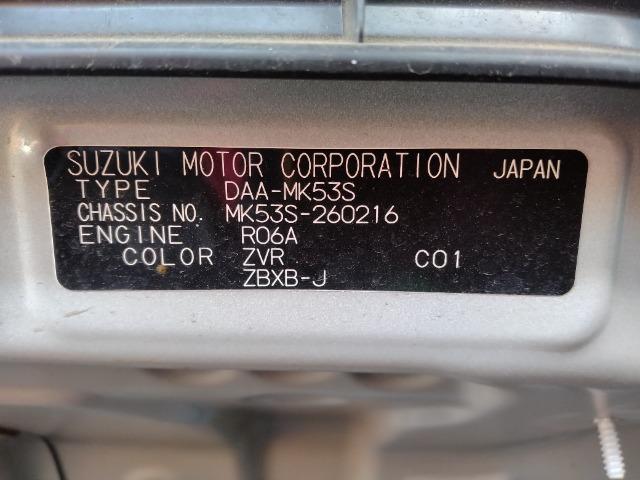 SUZUKI MOTOR CORPORATION JAPAN
TYPE DAA-MK53S
CHASSIS NO. MK53S-260216
ENGINE R06A
COLOR ZVR C01
ZBXB-J